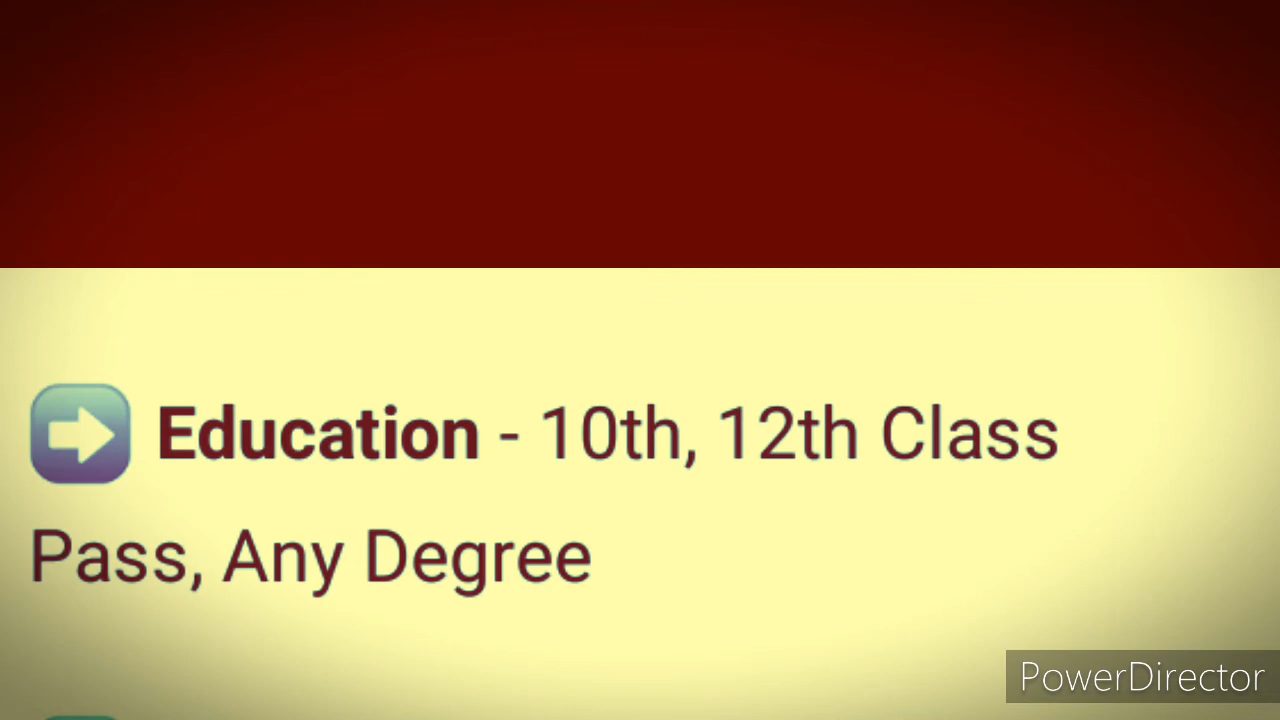 ➡ Education - 10th, 12th Class
Pass, Any Degree
PowerDirector